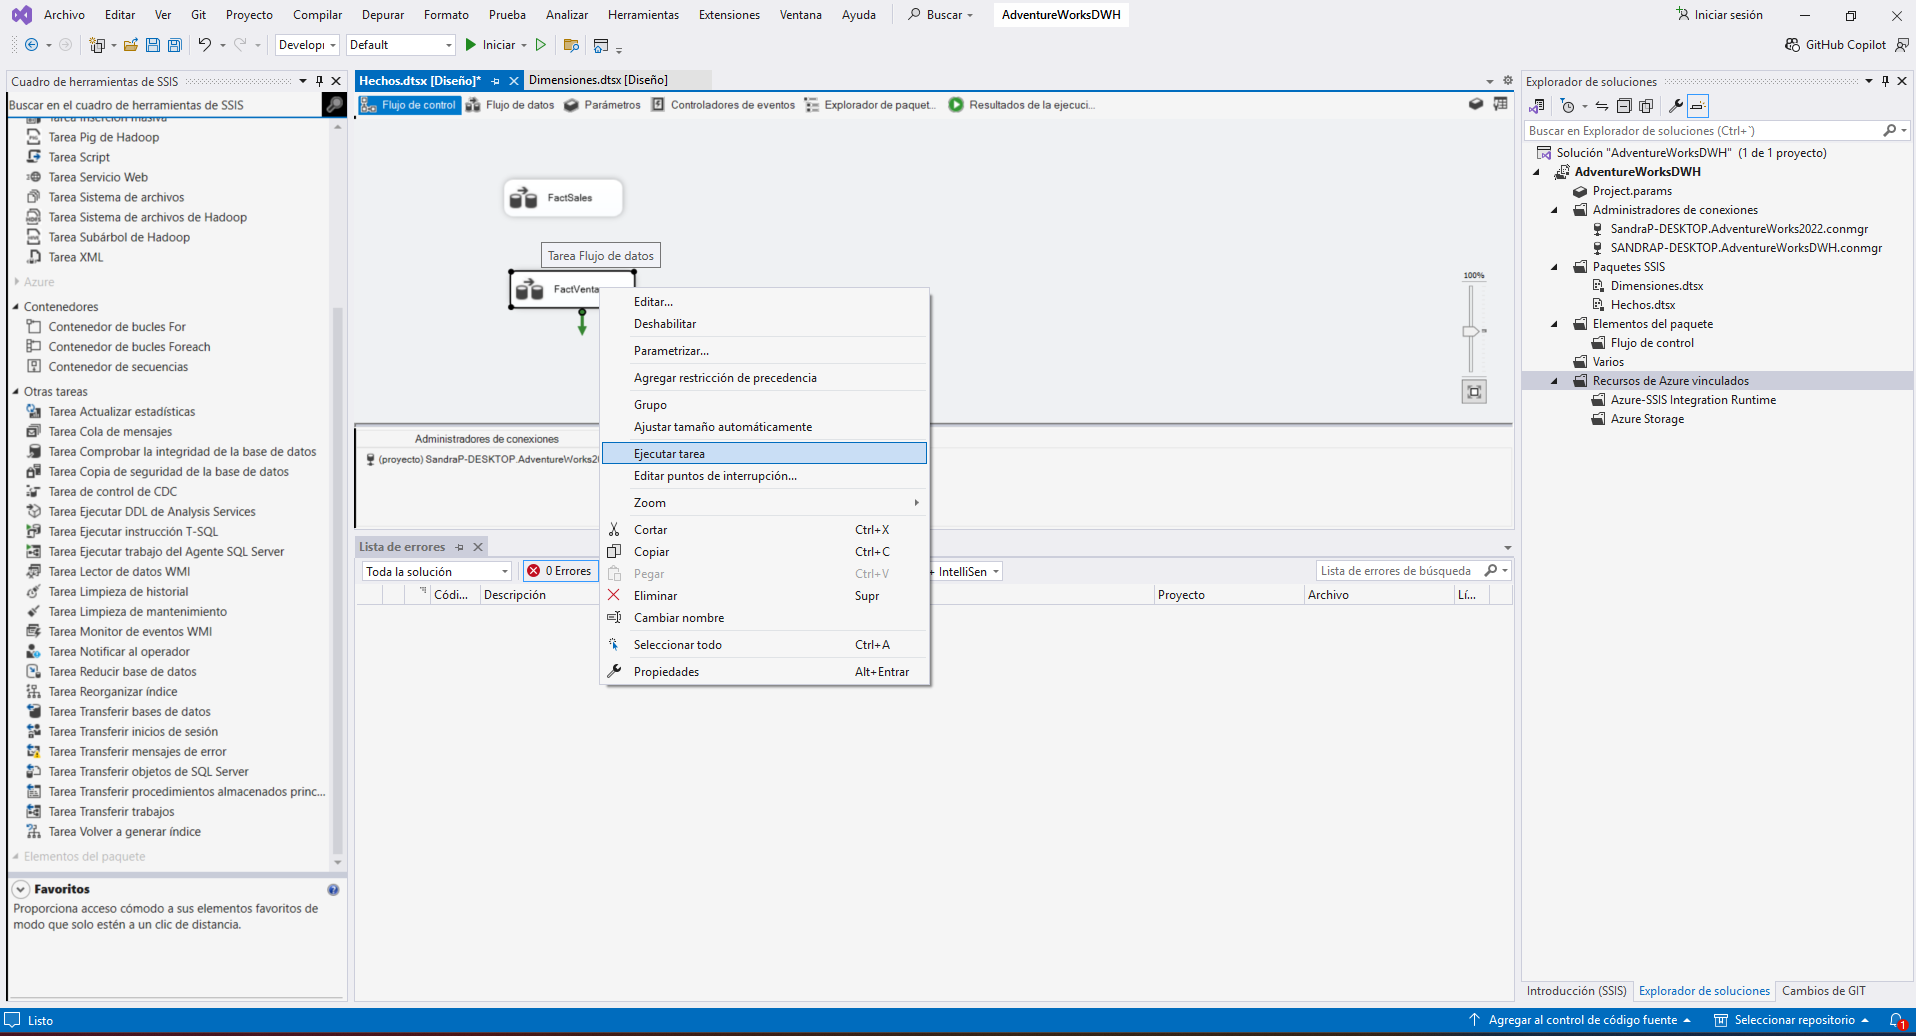 Archivo Editar Ver Git Proyecto Compilar Depurar Formato Prueba Analizar Herramientas Extensiones Ventana Ayuda Buscar AdventureWorksDWH Iniciar sesión
Default Iniciar GitHub Copilot
Cuadro de herramientas de SSIS
Buscar en el cuadro de herramientas de SSIS
Tarea Inserción masiva
Tarea Pig de Hadoop
Tarea Script
Tarea Servicio Web
Tarea Sistema de archivos
Tarea Sistema de archivos de Hadoop
Tarea Subárbol de Hadoop
Tarea XML
Azure
Contenedores
Contenedor de bucles For
Contenedor de bucles Foreach
Contenedor de secuencias
Otras tareas
Tarea Actualizar estadísticas
Tarea Cola de mensajes
Tarea Comprobar la integridad de la base de datos
Tarea Copia de seguridad de la base de datos
Tarea de control de CDC
Tarea Ejecutar DDL de Analysis Services
Tarea Ejecutar instrucción T-SQL
Tarea Ejecutar trabajo del Agente SQL Server
Tarea Lector de datos WMI
Tarea Limpieza de historial
Tarea Limpieza de mantenimiento
Tarea Monitor de eventos WMI
Tarea Notificar al operador
Tarea Reducir base de datos
Tarea Reorganizar índice
Tarea Transferir bases de datos
Tarea Transferir inicios de sesión
Tarea Transferir mensajes de error
Tarea Transferir objetos de SQL Server
Tarea Transferir procedimientos almacenados princ...
Tarea Transferir trabajos
Tarea Volver a generar índice
Elementos del paquete
Favoritos
Proporciona acceso cómodo a sus elementos favoritos de
modo que solo estén a un clic de distancia.
Hechos.dtsx [Diseño]* Dimensiones.dtsx [Diseño]
Flujo de control Flujo de datos Parámetros Controladores de eventos Explorador de paquet... Resultados de la ejecuci...
FactSales
Tarea Flujo de datos
FactVenta
100%
Administradores de conexiones
(proyecto) SandraP-DESKTOP.AdventureWorks20
Editar...
Deshabilitar
Parametrizar...
Agregar restricción de precedencia
Grupo
Ajustar tamaño automáticamente
Ejecutar tarea
Editar puntos de interrupción...
Zoom
Cortar Ctrl+X
Copiar Ctrl+C
Pegar Ctrl+V
Eliminar Supr
Cambiar nombre
Seleccionar todo Ctrl+A
Propiedades Alt+Entrar
Lista de errores
Toda la solución 0 Errores + IntelliSen Lista de errores de búsqueda
Códi... Descripción Proyecto Archivo Lí...
Explorador de soluciones
Buscar en Explorador de soluciones (Ctrl+`)
Solución "AdventureWorksDWH" (1 de 1 proyecto)
AdventureWorksDWH
Project.params
Administradores de conexiones
SandraP-DESKTOP.AdventureWorks2022.conmgr
SANDRAP-DESKTOP.AdventureWorksDWH.conmgr
Paquetes SSIS
Dimensiones.dtsx
Hechos.dtsx
Elementos del paquete
Flujo de control
Varios
Recursos de Azure vinculados
Azure-SSIS Integration Runtime
Azure Storage
Introducción (SSIS) Explorador de soluciones Cambios de GIT
Listo Agregar al control de código fuente Seleccionar repositorio 1